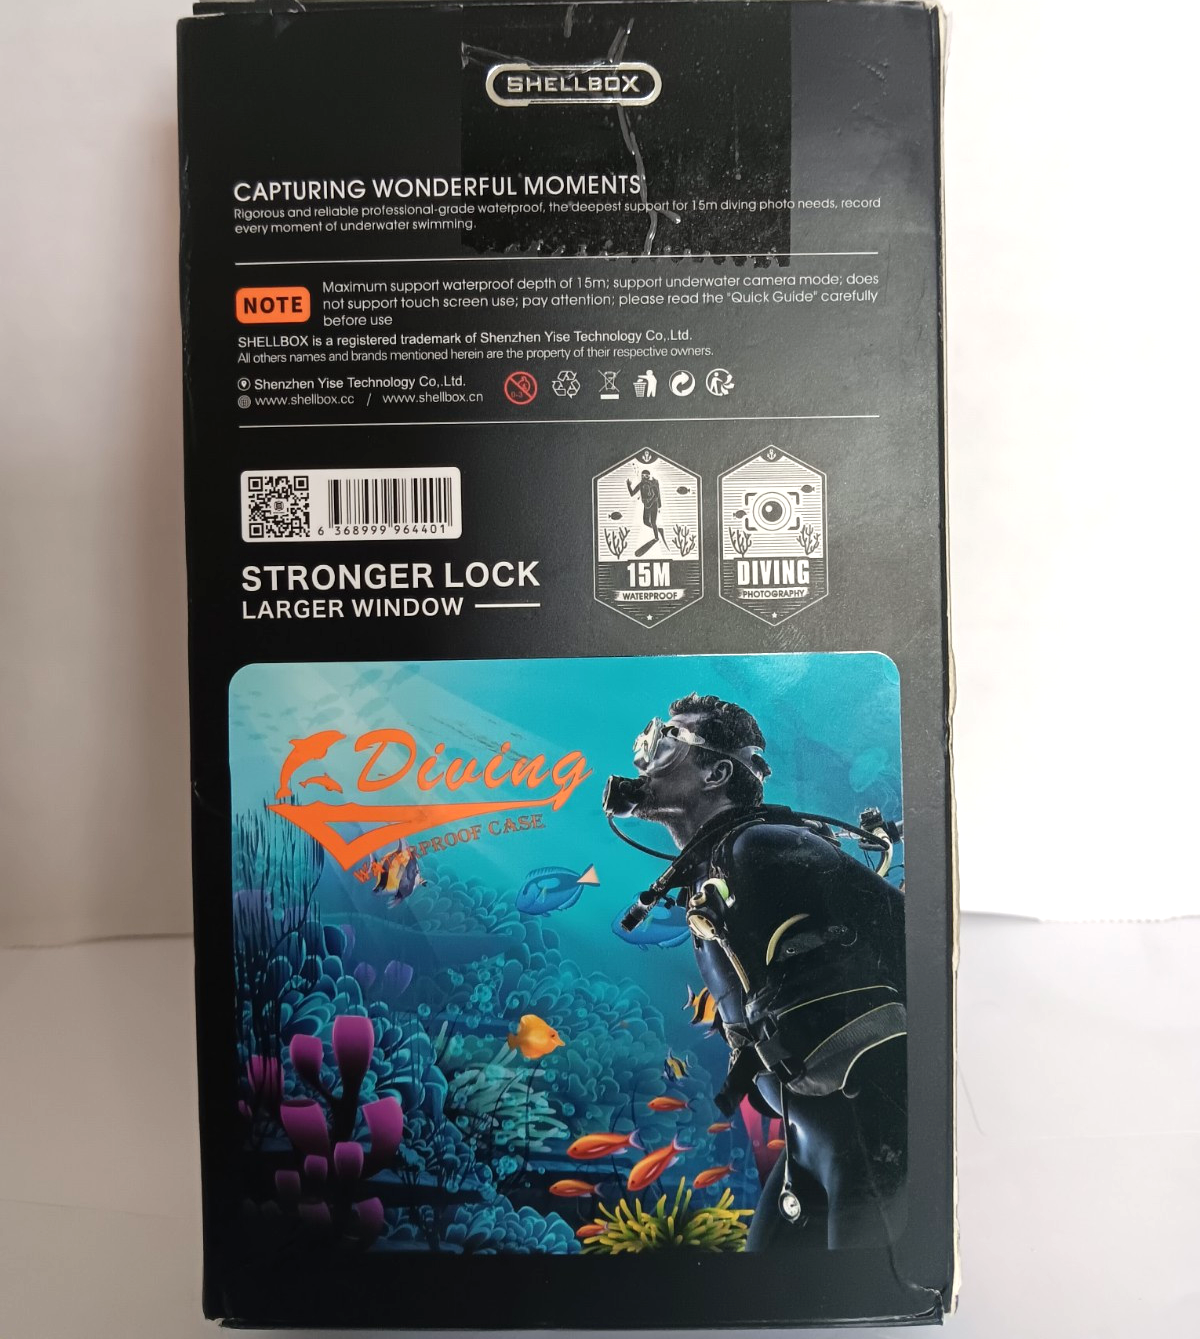 SHELLBOX
CAPTURING WONDERFUL MOMENTS
Rigorous and reliable professional-grade waterproof, the deepest support for 15m diving photo needs, record
every moment of underwater swimming.
NOTE
Maximum support waterproof depth of 15m; support underwater camera mode; does
not support touch screen use; pay attention; please read the "Quick Guide" carefully
before use
SHELLBOX is a registered trademark of Shenzhen Yise Technology Co,.Ltd.
All others names and brands mentioned herein are the property of their respective owners.
Shenzhen Yise Technology Co,.Ltd.
www.shellbox.cc / www.shellbox.cn
0-3
6 368999 964401
STRONGER LOCK
LARGER WINDOW
15M
WATERPROOF
DIVING
PHOTOGRAPHY
Diving
WATERPROOF CASE